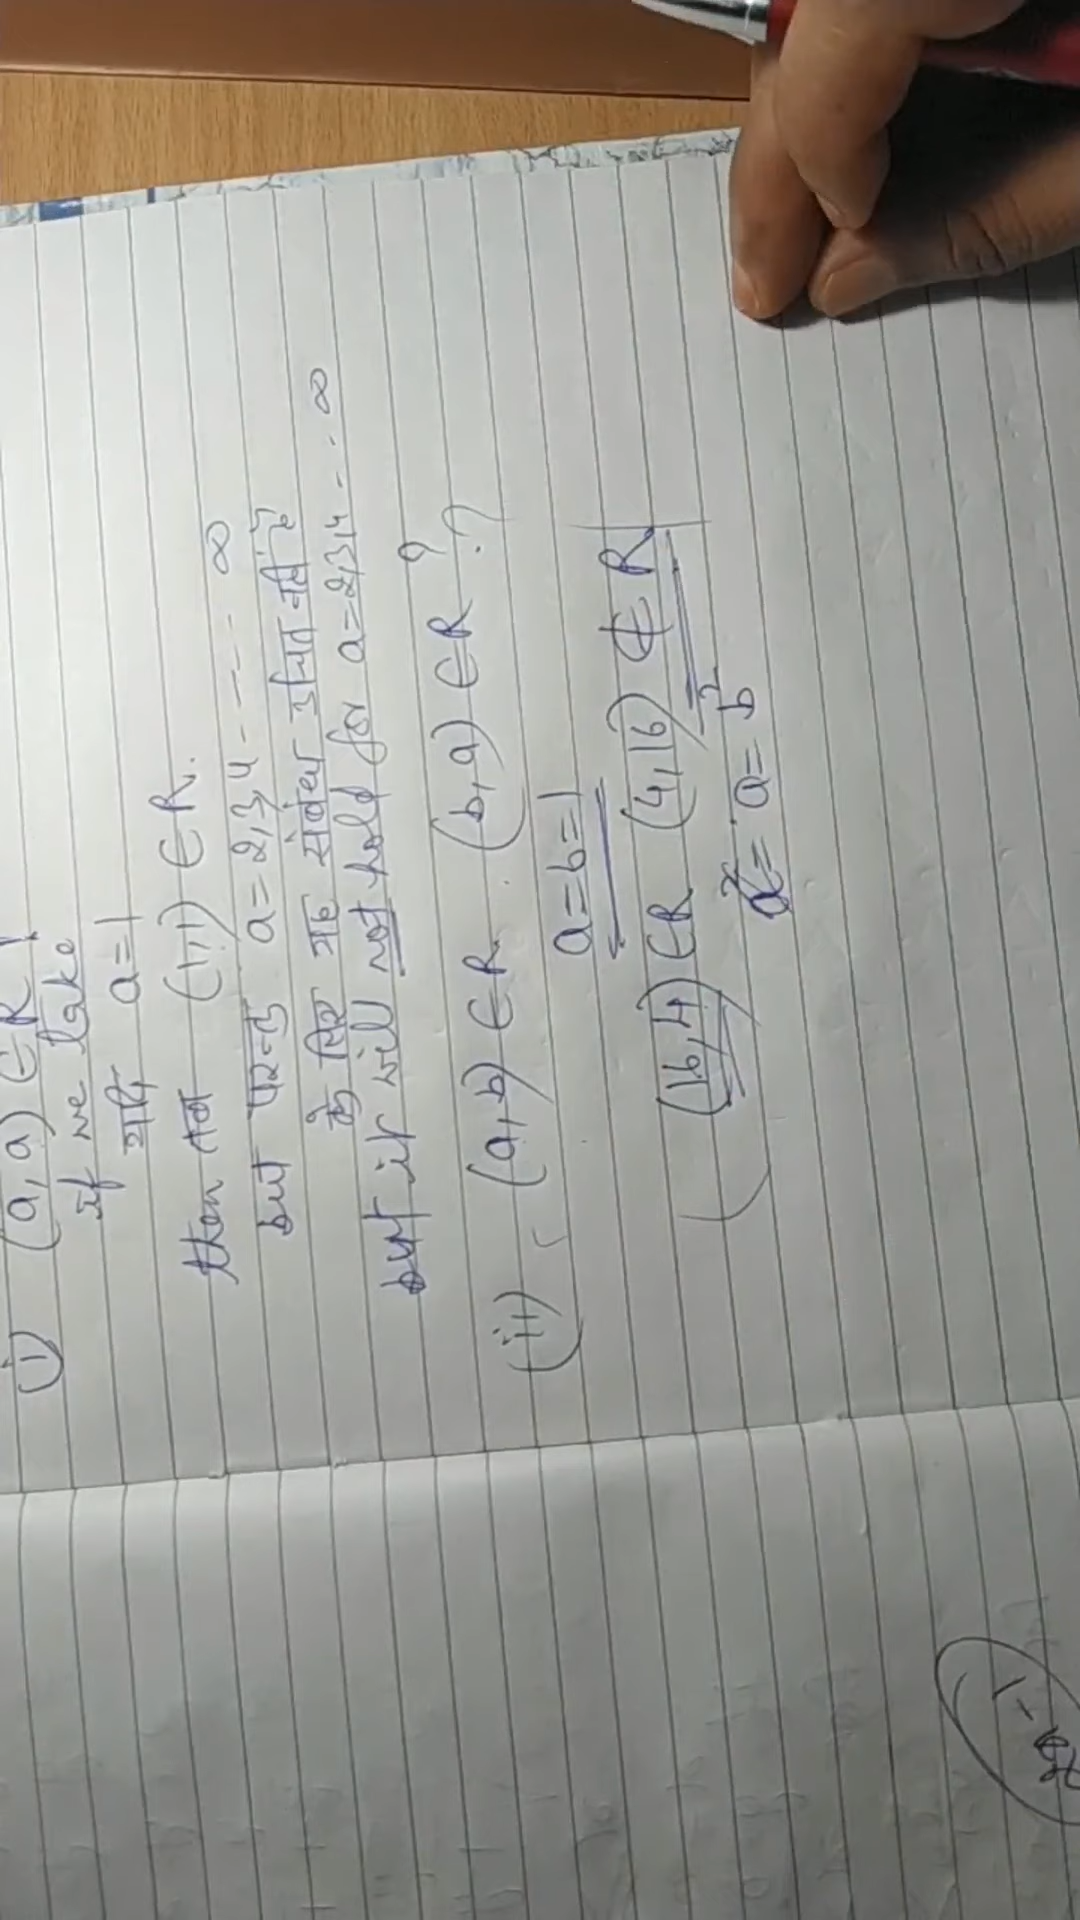 (i) (a, a) ∈ R !
if we take
यदि a=1
then तब (1,1) ∈ R.
but परन्तु a=2,3,4 - - - - ∞
के लिए यह संबंध उचित नहीं है
but it will not hold for a=2,3,4 - . . ∞
(ii) (a,b) ∈ R . (b,a) ∈ R ?
a=b=1
(16,4) ∈ R (4,16) ∉ R
a = b²